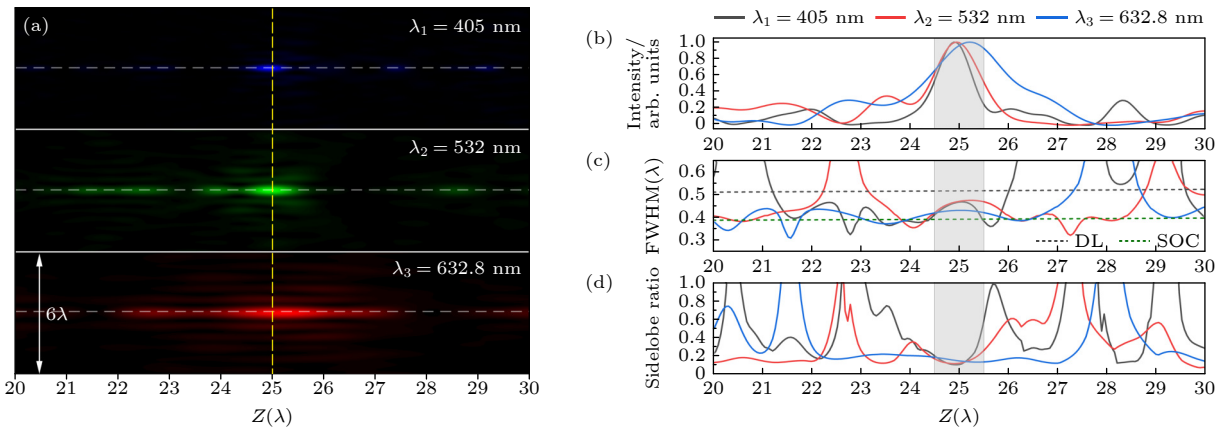 (a)
λ₁ = 405 nm
λ₂ = 532 nm
λ₃ = 632.8 nm
6λ
20 21 22 23 24 25 26 27 28 29 30
Z(λ)
λ₁ = 405 nm λ₂ = 532 nm λ₃ = 632.8 nm
(b)
Intensity/
arb. units
1.0
0.8
0.6
0.4
0.2
0
20 21 22 23 24 25 26 27 28 29 30
(c)
FWHM(λ)
0.6
0.5
0.4
0.3
DL SOC
20 21 22 23 24 25 26 27 28 29 30
(d)
Sidelobe ratio
1.0
0.8
0.6
0.4
0.2
0
20 21 22 23 24 25 26 27 28 29 30
Z(λ)